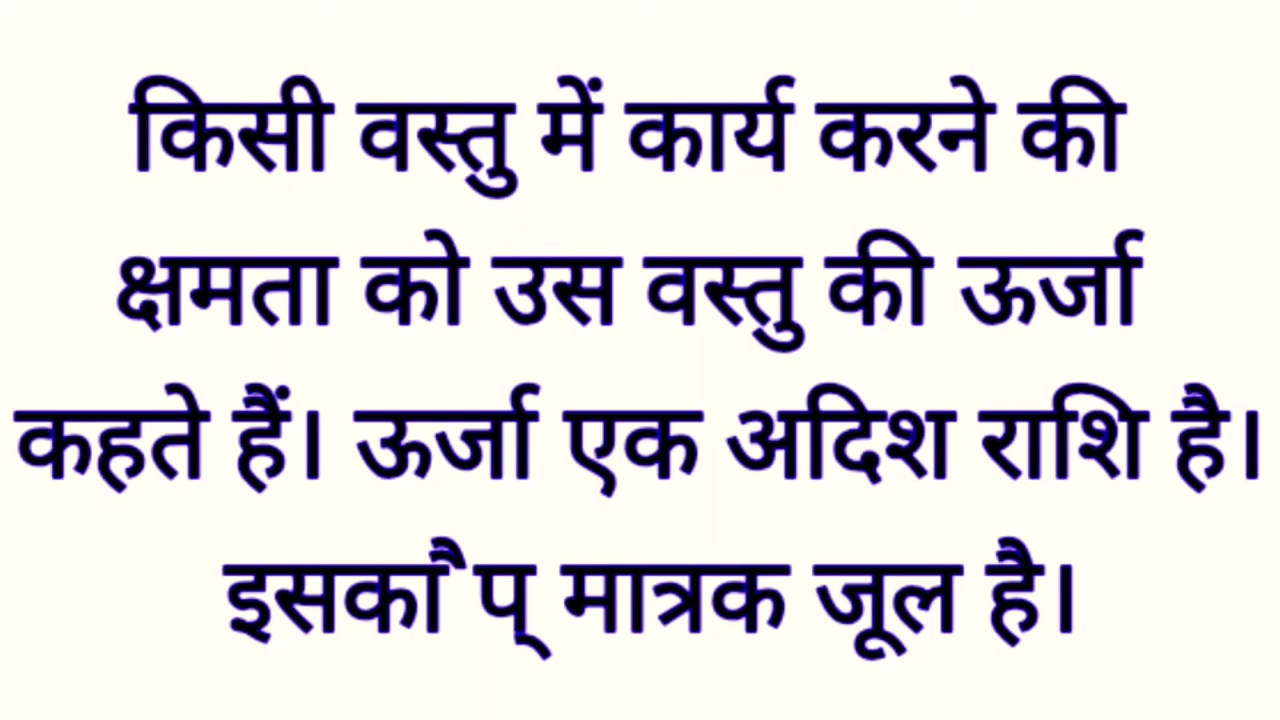 किसी वस्तु में कार्य करने की
क्षमता को उस वस्तु की ऊर्जा
कहते हैं। ऊर्जा एक अदिश राशि है।
इसका ैप् मात्रक जूल है।